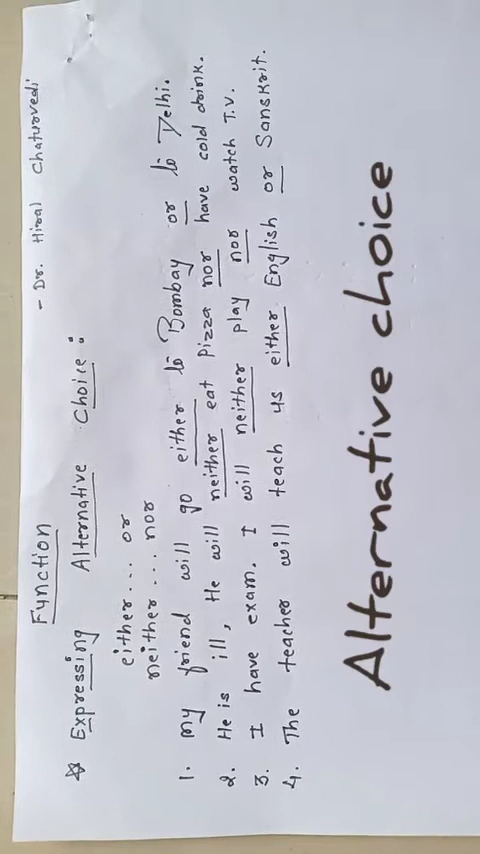 Function
- Dr. Hiral Chaturvedi
☆ Expressing Alternative Choice :
either... or
neither... nor
1. my friend will go either to Bombay or to Delhi.
2. He is ill, He will neither eat pizza nor have cold drink.
3. I have exam. I will neither play nor watch T.V.
4. The teacher will teach us either English or Sanskrit.
Alternative choice